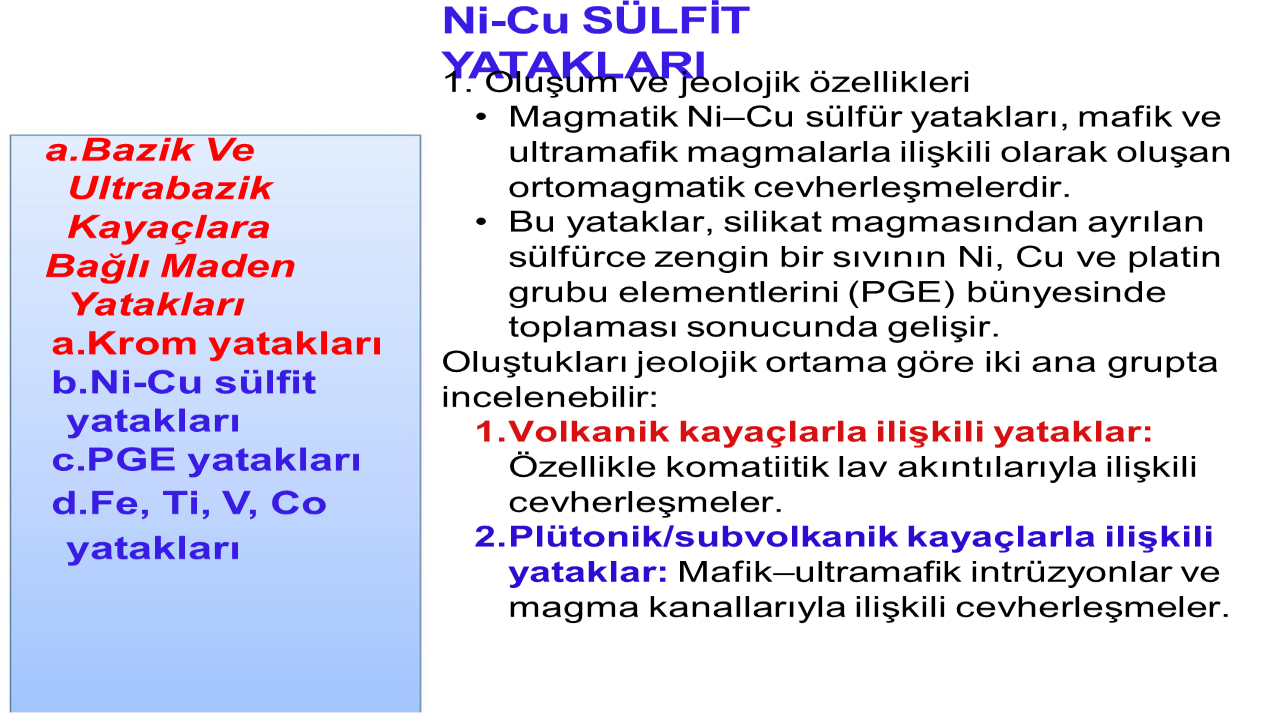 Ni-Cu SÜLFİT
YATAKLARI
1. Oluşum ve jeolojik özellikleri
• Magmatik Ni–Cu sülfür yatakları, mafik ve
ultramafik magmalarla ilişkili olarak oluşan
ortomagmatik cevherleşmelerdir.
• Bu yataklar, silikat magmasından ayrılan
sülfürce zengin bir sıvının Ni, Cu ve platin
grubu elementlerini (PGE) bünyesinde
toplaması sonucunda gelişir.
Oluştukları jeolojik ortama göre iki ana grupta
incelenebilir:
1.Volkanik kayaçlarla ilişkili yataklar:
Özellikle komatiitik lav akıntılarıyla ilişkili
cevherleşmeler.
2.Plütonik/subvolkanik kayaçlarla ilişkili
yataklar: Mafik–ultramafik intrüzyonlar ve
magma kanallarıyla ilişkili cevherleşmeler.
a.Bazik Ve
Ultrabazik
Kayaçlara
Bağlı Maden
Yatakları
a.Krom yatakları
b.Ni-Cu sülfit
yatakları
c.PGE yatakları
d.Fe, Ti, V, Co
yatakları